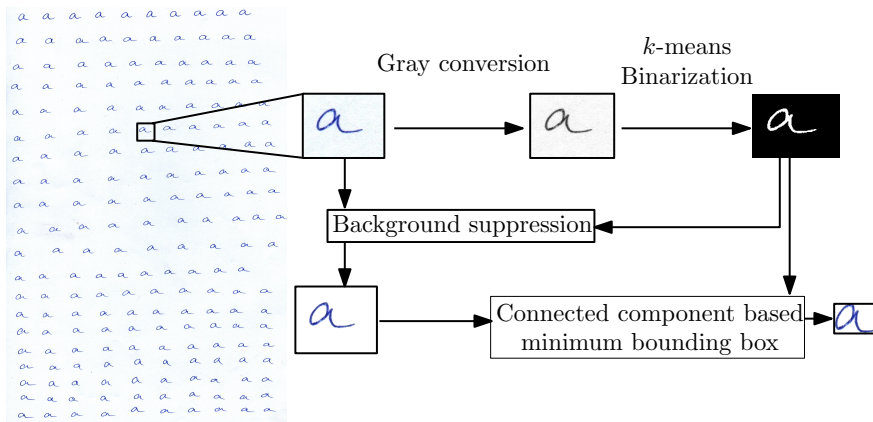 a a a a a a a a a a
a a a a a a a a a a
a a a a a a a a a a
a a a a a a a a a a
a a a a a a a a a a
a a a a a a a a a a
a a a a a a a a a a
a a a a a a a a a a
a a a a a a a a a a
a a a a a a a a a a
a a a a a a a a a
a a a a a a a a a
a a a a a a a a a a
a a a a a a a a a a
a a a a a a a a a a
a a a a a a a a a a
a a a a a a a a a a
a a a a a a a a a a
a a a a a a a a a a
a a a a a a a a a a
Gray conversion
k-means
Binarization
a
a
a
Background suppression
a
Connected component based
minimum bounding box
a